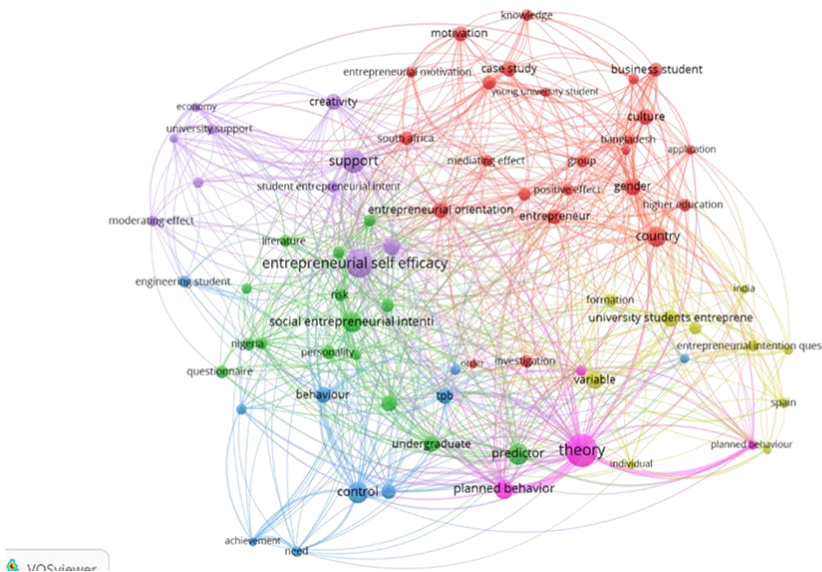 knowledge
motivation
entrepreneurial motivation
case study
business student
young university student
economy
creativity
culture
university support
south africa
bangladesh
application
support
mediating effect
group
student entrepreneurial intent
positive effect
gender
higher education
moderating effect
entrepreneurial orientation
entrepreneur
literature
country
entrepreneurial self efficacy
engineering student
risk
formation
india
social entrepreneurial intenti
university students entreprene
nigeria
personality
entrepreneurial intention ques
questionnaire
order
investigation
variable
behaviour
tpb
spain
undergraduate
predictor
theory
planned behaviour
individual
control
planned behavior
achievement
need
VOSviewer